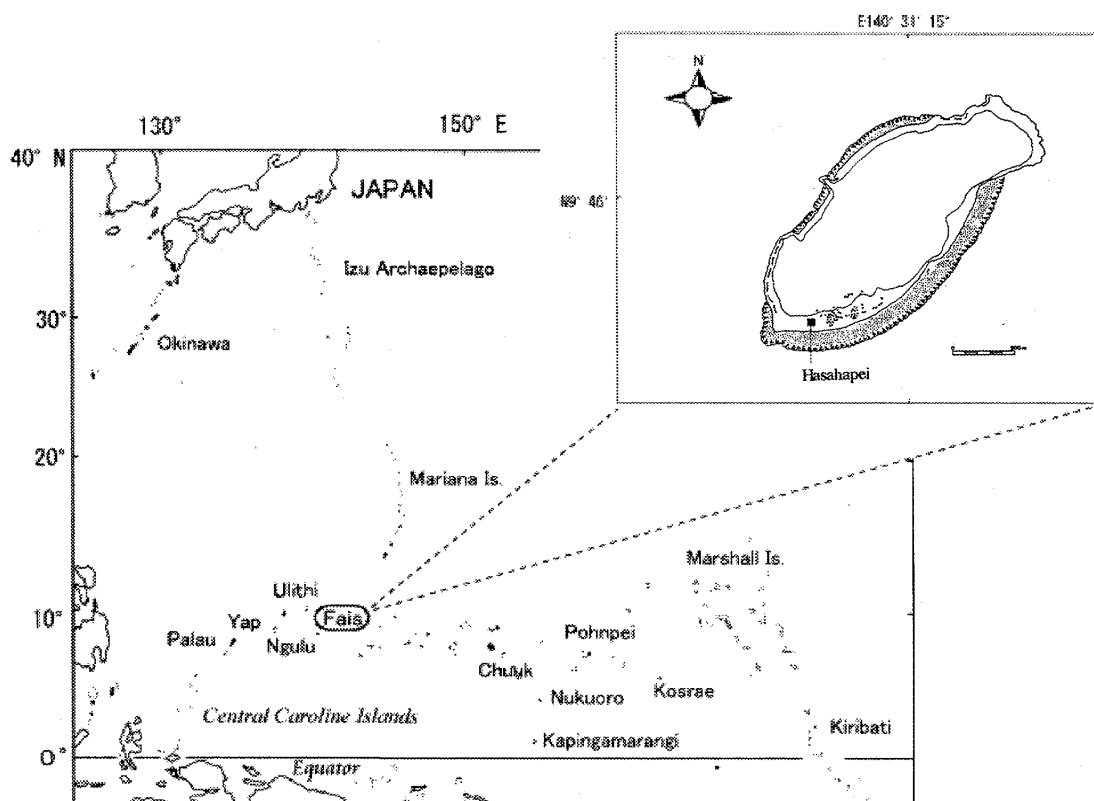 E140° 31' 15"
N
130°
150° E
40° N
JAPAN
N9° 46'
Izu Archaepelago
30°
Okinawa
Hasahapei
20°
Mariana Is.
Marshall Is.
Ulithi
10°
Fais
Yap
Palau
Ngulu
Pohnpei
Chuuk
Nukuoro
Kosrae
Central Caroline Islands
Kiribati
Kapingamarangi
0°
Equator